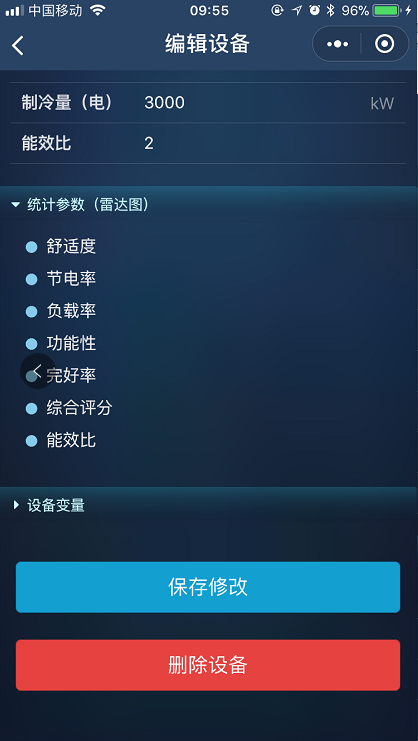 中国移动 09:55 96%
编辑设备
制冷量（电） 3000 kW
能效比 2
统计参数（雷达图）
舒适度
节电率
负载率
功能性
完好率
综合评分
能效比
设备变量
保存修改
删除设备